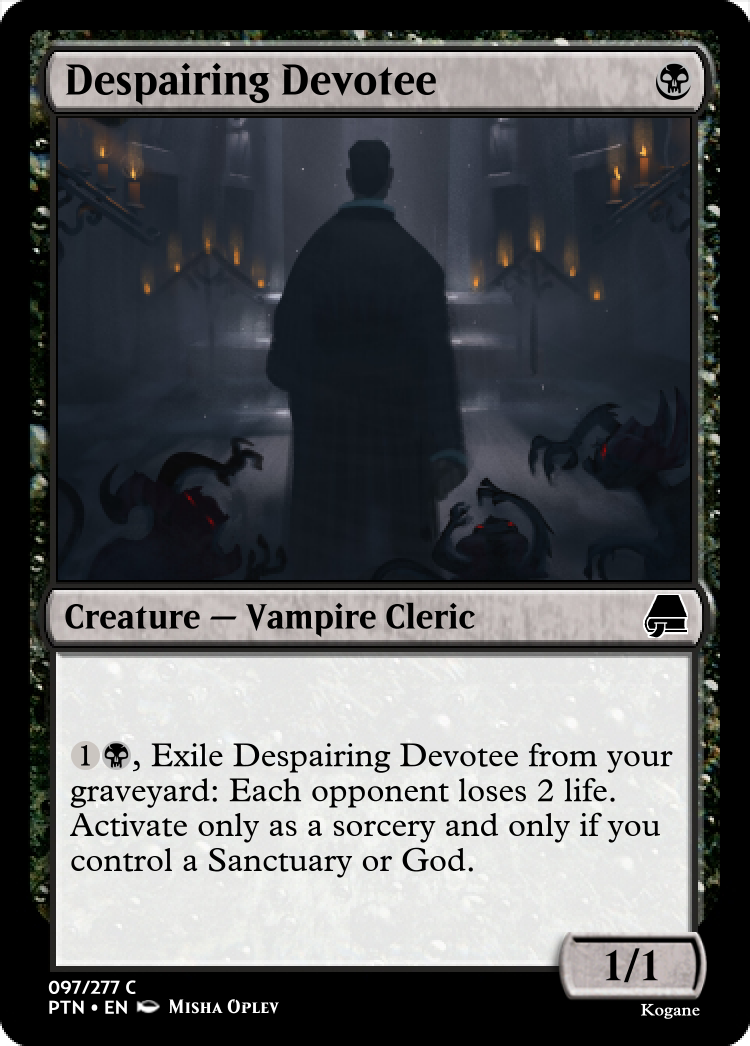 Despairing Devotee
Creature — Vampire Cleric
1, Exile Despairing Devotee from your
graveyard: Each opponent loses 2 life.
Activate only as a sorcery and only if you
control a Sanctuary or God.
1/1
097/277 C
PTN • EN Misha Oplev
Kogane